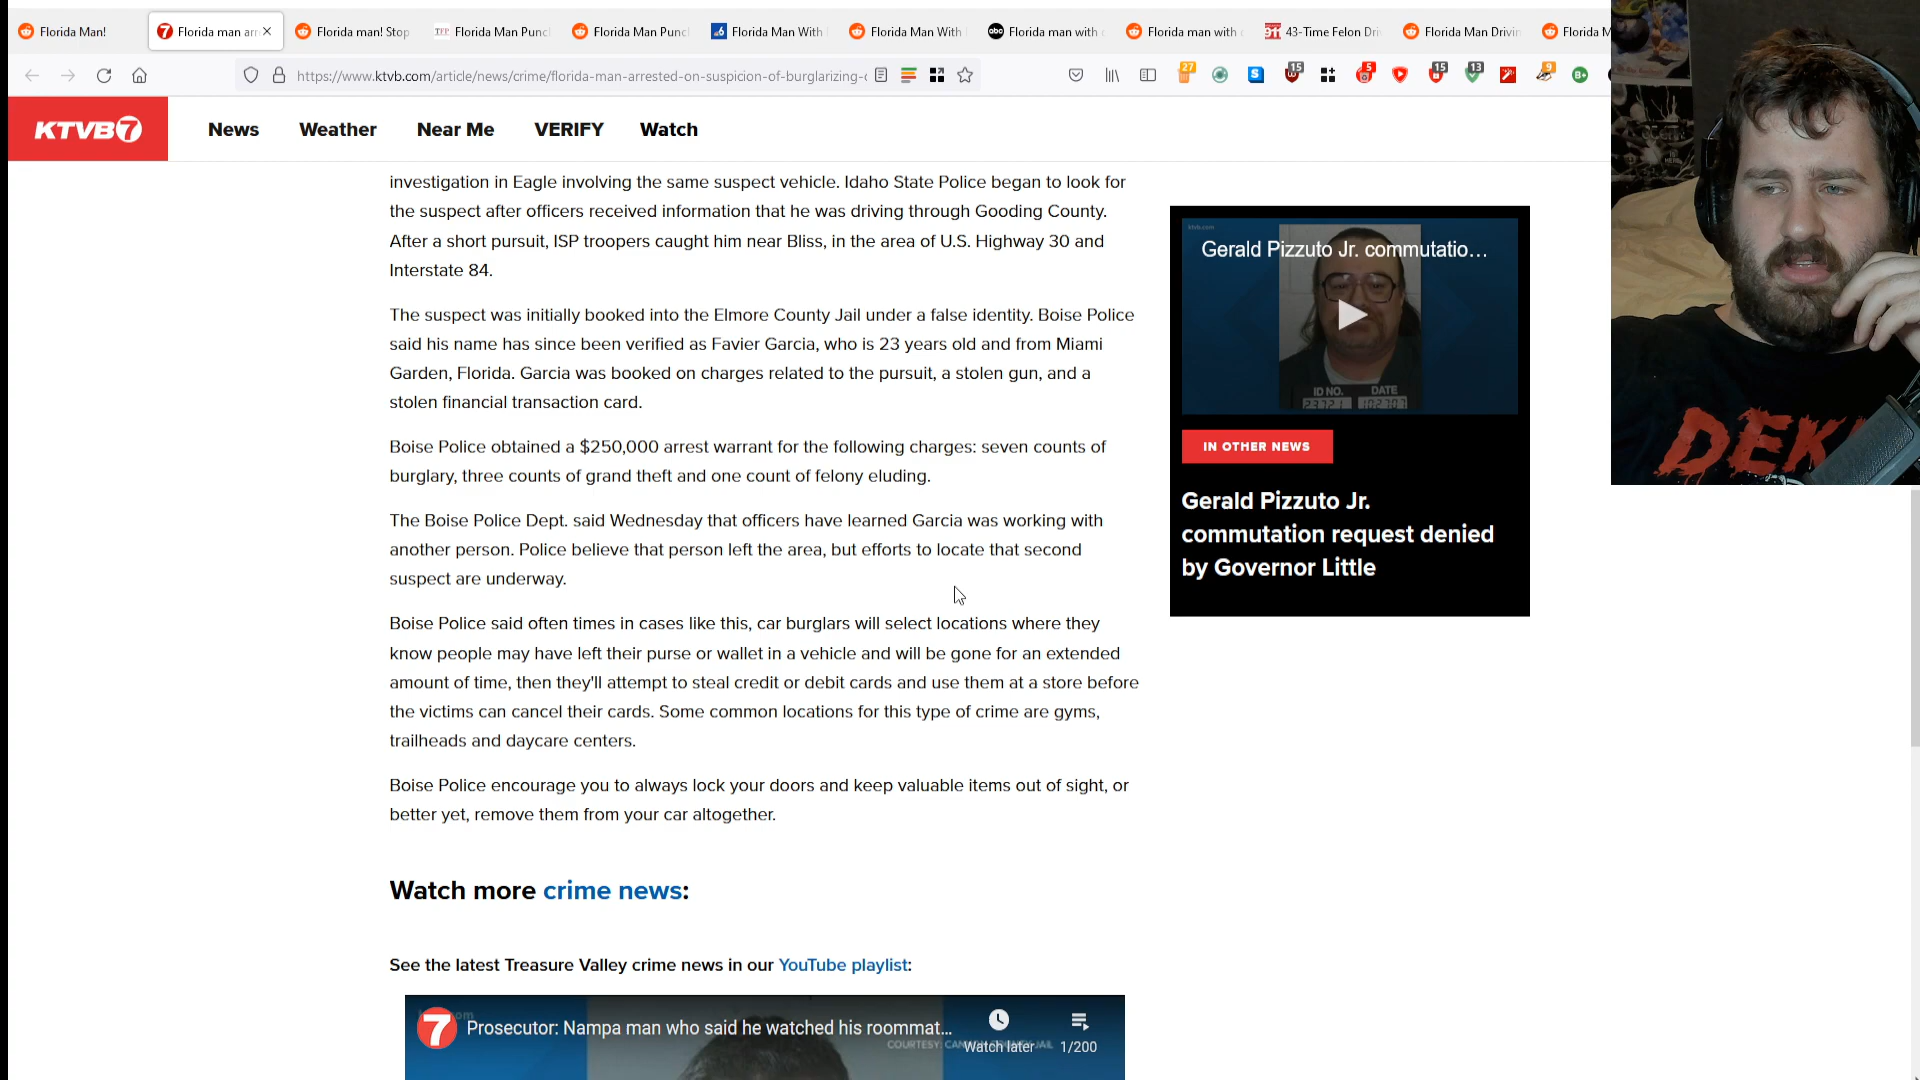 Florida Man!
Florida man ar
Florida man! Stop
TFP
Florida Man Punc
Florida Man Punc
6
Florida Man With
Florida Man With
abc
Florida man with
Florida man with
43-Time Felon Dri
Florida Man Drivin
Florida M
https://www.ktvb.com/article/news/crime/florida-man-arrested-on-suspicion-of-burglarizing-
27
S
15
5
15
13
9
B+
KTVB7
News
Weather
Near Me
VERIFY
Watch
investigation in Eagle involving the same suspect vehicle. Idaho State Police began to look for
the suspect after officers received information that he was driving through Gooding County.
After a short pursuit, ISP troopers caught him near Bliss, in the area of U.S. Highway 30 and
Interstate 84.
The suspect was initially booked into the Elmore County Jail under a false identity. Boise Police
said his name has since been verified as Favier Garcia, who is 23 years old and from Miami
Garden, Florida. Garcia was booked on charges related to the pursuit, a stolen gun, and a
stolen financial transaction card.
Boise Police obtained a $250,000 arrest warrant for the following charges: seven counts of
burglary, three counts of grand theft and one count of felony eluding.
The Boise Police Dept. said Wednesday that officers have learned Garcia was working with
another person. Police believe that person left the area, but efforts to locate that second
suspect are underway.
Boise Police said often times in cases like this, car burglars will select locations where they
know people may have left their purse or wallet in a vehicle and will be gone for an extended
amount of time, then they'll attempt to steal credit or debit cards and use them at a store before
the victims can cancel their cards. Some common locations for this type of crime are gyms,
trailheads and daycare centers.
Boise Police encourage you to always lock your doors and keep valuable items out of sight, or
better yet, remove them from your car altogether.
Watch more crime news:
See the latest Treasure Valley crime news in our YouTube playlist:
7
Prosecutor: Nampa man who said he watched his roommat...
Watch later
1/200
ktvb.com
Gerald Pizzuto Jr. commutatio...
ID NO.
DATE
IN OTHER NEWS
Gerald Pizzuto Jr.
commutation request denied
by Governor Little
DEK